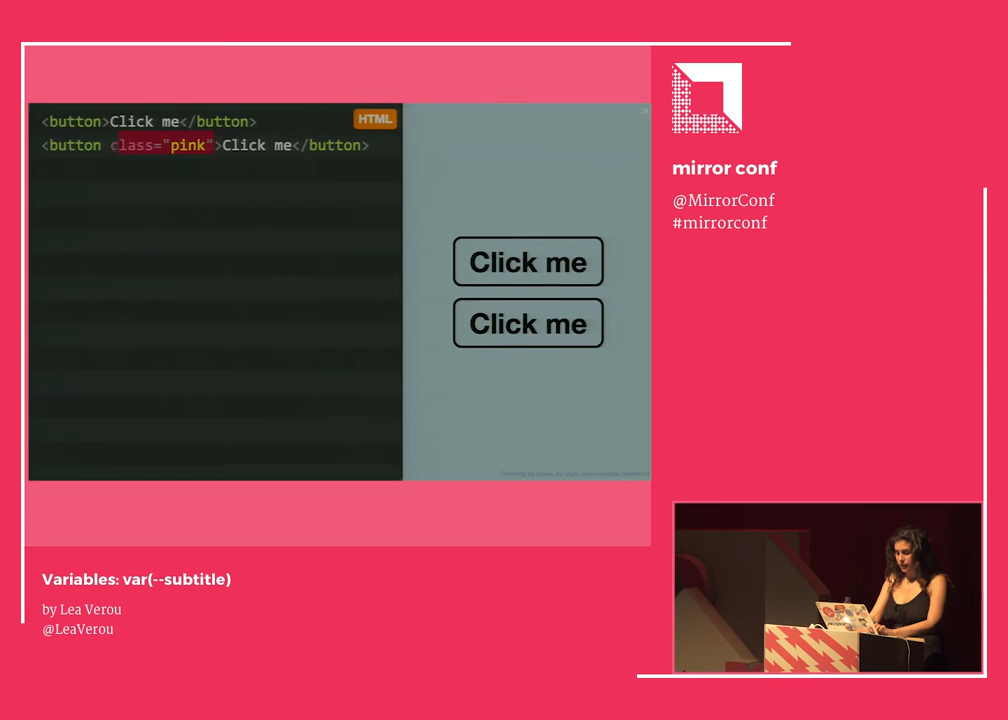 <button>Click me</button>
<button class="pink">Click me</button>
HTML
Click me
Click me
mirror conf
@MirrorConf
#mirrorconf
Variables: var(--subtitle)
by Lea Verou
@LeaVerou